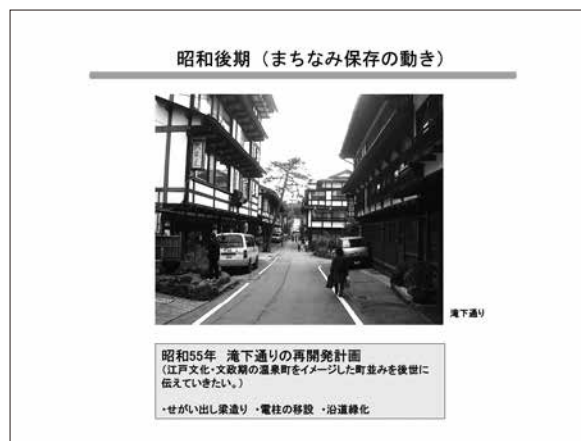 昭和後期（まちなみ保存の動き）
滝下通り
昭和55年　滝下通りの再開発計画
（江戸文化・文政期の温泉町をイメージした町並みを後世に
伝えていきたい。）
・せがい出し梁造り ・電柱の移設 ・沿道緑化